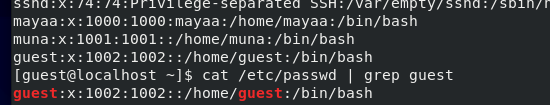 sshd:x:74:74:Privilege-separated SSH:/var/empty/sshd:/sbin/
mayaa:x:1000:1000:mayaa:/home/mayaa:/bin/bash
muna:x:1001:1001::/home/muna:/bin/bash
guest:x:1002:1002::/home/guest:/bin/bash
[guest@localhost ~]$ cat /etc/passwd | grep guest
guest:x:1002:1002::/home/guest:/bin/bash